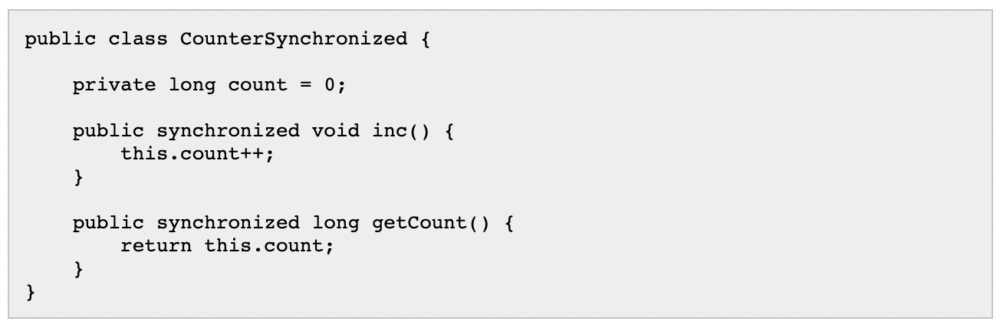 public class CounterSynchronized {
    private long count = 0;
    public synchronized void inc() {
        this.count++;
    }
    public synchronized long getCount() {
        return this.count;
    }
}